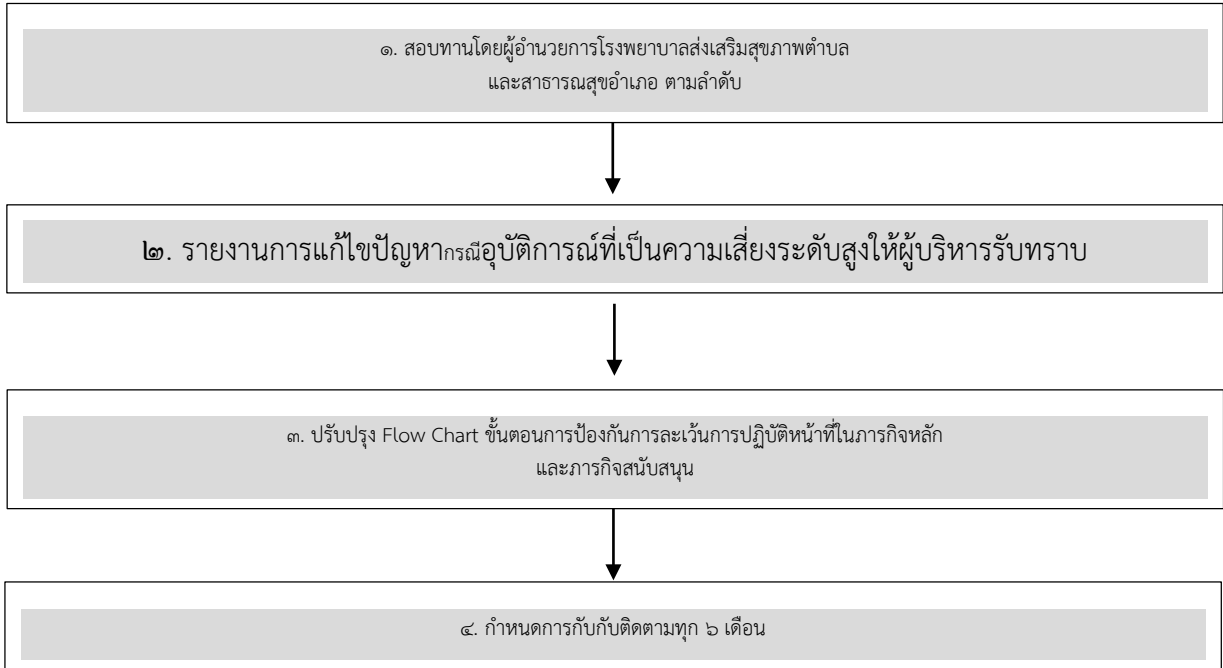 ๑. สอบทานโดยผู้อำนวยการโรงพยาบาลส่งเสริมสุขภาพตำบล
และสาธารณสุขอำเภอ ตามลำดับ
๒. รายงานการแก้ไขปัญหากรณีอุบัติการณ์ที่เป็นความเสี่ยงระดับสูงให้ผู้บริหารรับทราบ
๓. ปรับปรุง Flow Chart ขั้นตอนการป้องกันการละเว้นการปฏิบัติหน้าที่ในภารกิจหลัก
และภารกิจสนับสนุน
๔. กำหนดการกับกับติดตามทุก ๖ เดือน